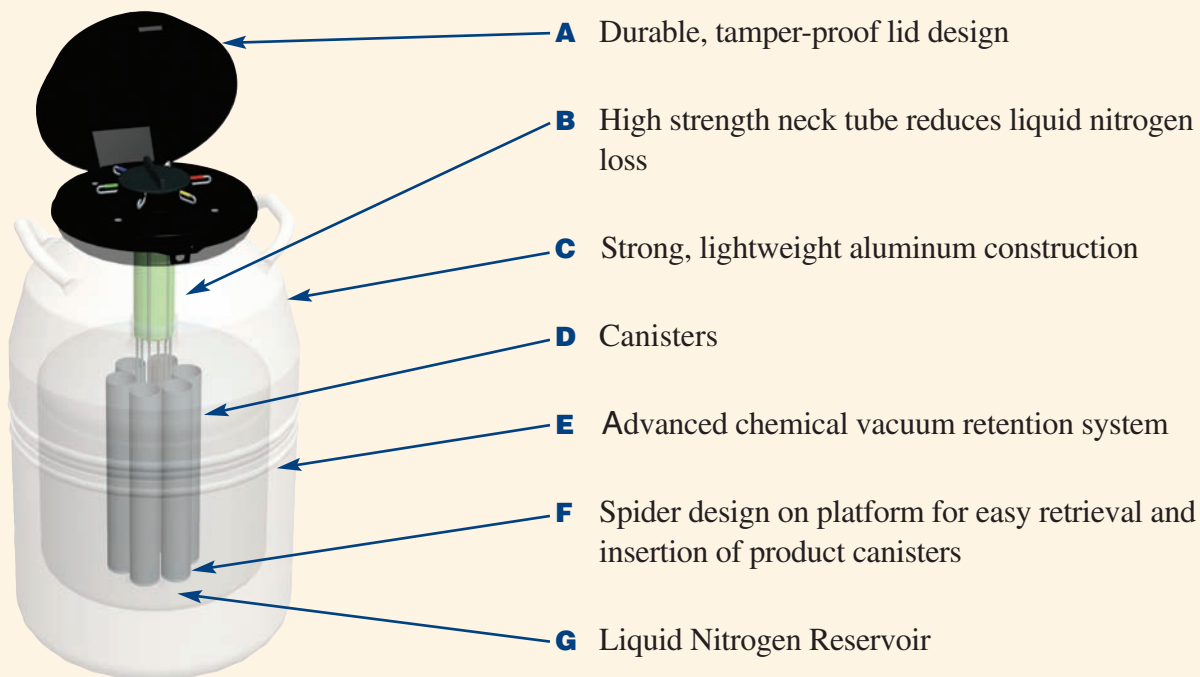 A Durable, tamper-proof lid design
B High strength neck tube reduces liquid nitrogen
loss
C Strong, lightweight aluminum construction
D Canisters
E Advanced chemical vacuum retention system
F Spider design on platform for easy retrieval and
insertion of product canisters
G Liquid Nitrogen Reservoir